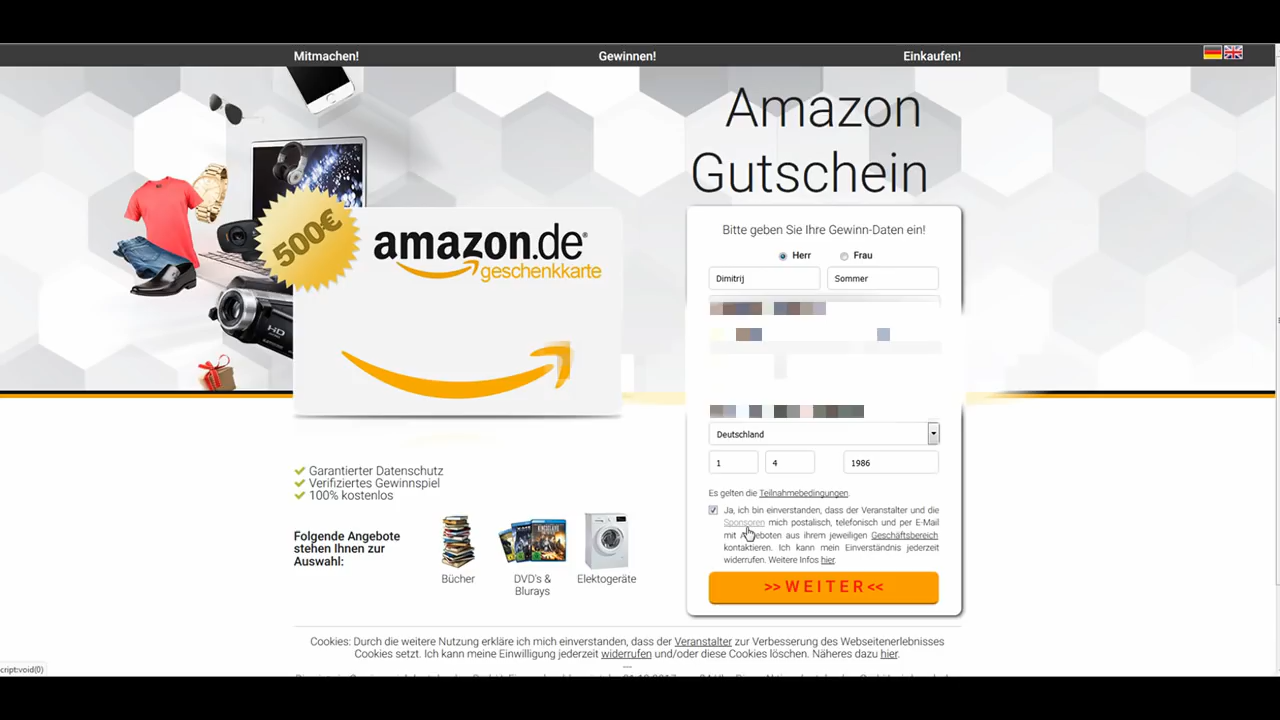 Mitmachen!
Gewinnen!
Einkaufen!
Amazon
Gutschein
500€
amazon.de®
geschenkkarte
HD
Bitte geben Sie Ihre Gewinn-Daten ein!
Herr
Frau
Dimitrij
Sommer
Deutschland
1
4
1986
Es gelten die Teilnahmebedingungen.
Ja, ich bin einverstanden, dass der Veranstalter und die
Sponsoren mich postalisch, telefonisch und per E-Mail
mit Angeboten aus ihrem jeweiligen Geschäftsbereich
kontaktieren. Ich kann mein Einverständnis jederzeit
widerrufen. Weitere Infos hier.
>> W E I T E R <<
Garantierter Datenschutz
Verifiziertes Gewinnspiel
100% kostenlos
Folgende Angebote
stehen Ihnen zur
Auswahl:
Bücher
DVD's &
Blurays
Elektogeräte
Cookies: Durch die weitere Nutzung erkläre ich mich einverstanden, dass der Veranstalter zur Verbesserung des Webseitenerlebnisses
Cookies setzt. Ich kann meine Einwilligung jederzeit widerrufen und/oder diese Cookies löschen. Näheres dazu hier.
cript:void(0)